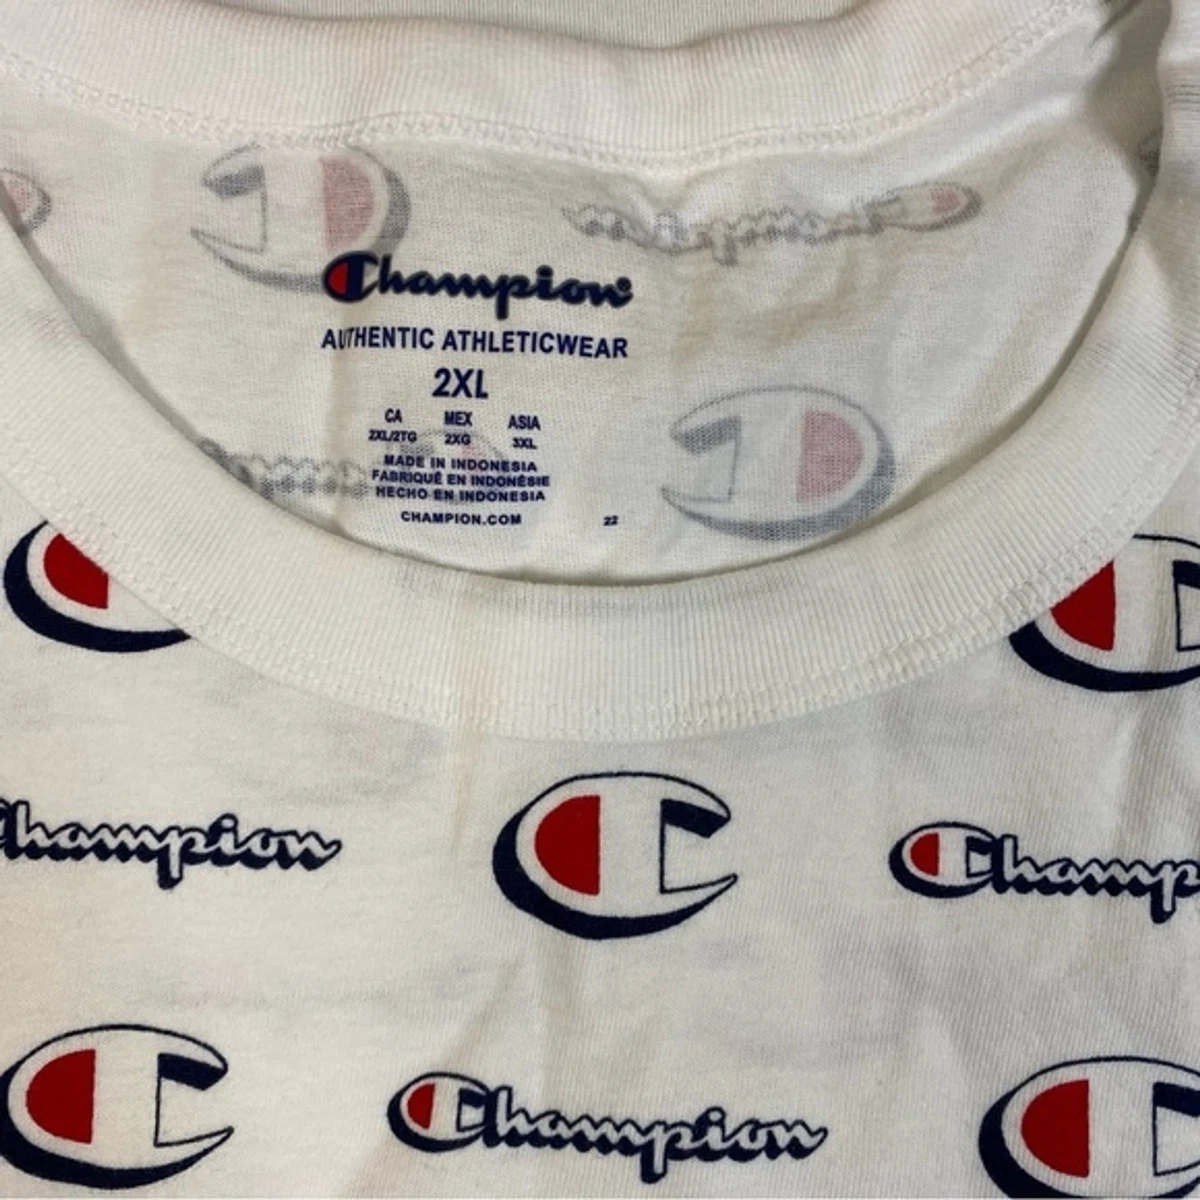 Champion
AUTHENTIC ATHLETICWEAR
2XL
CA MEX ASIA
2XL/2TG 2XG 3XL
MADE IN INDONESIA
FABRIQUÉ EN INDONÉSIE
HECHO EN INDONESIA
CHAMPION.COM 22
Champion C Champ
C Champion C